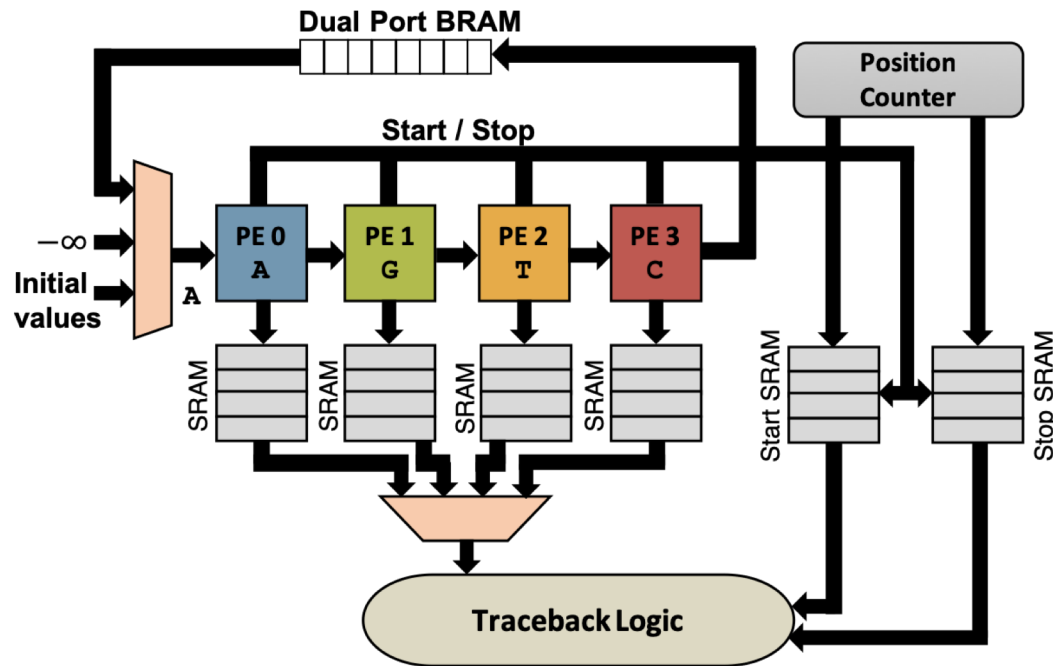 Dual Port BRAM
Position
Counter
Start / Stop
−∞
Initial
values
A
PE 0
A
PE 1
G
PE 2
T
PE 3
C
SRAM
SRAM
SRAM
SRAM
Start SRAM
Stop SRAM
Traceback Logic